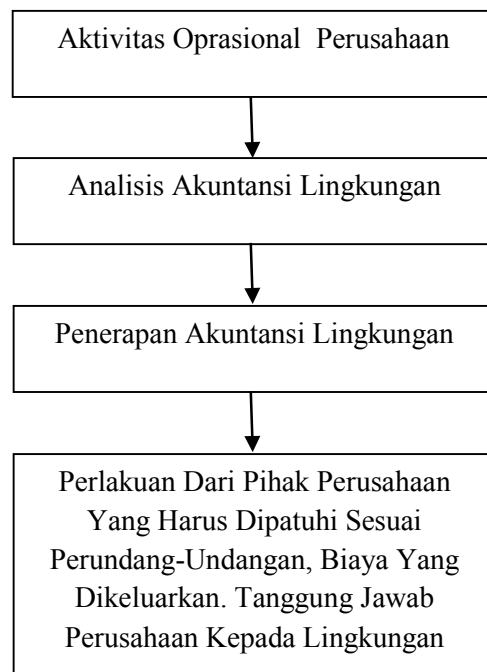 Aktivitas Oprasional Perusahaan
Analisis Akuntansi Lingkungan
Penerapan Akuntansi Lingkungan
Perlakuan Dari Pihak Perusahaan
Yang Harus Dipatuhi Sesuai
Perundang-Undangan, Biaya Yang
Dikeluarkan. Tanggung Jawab
Perusahaan Kepada Lingkungan